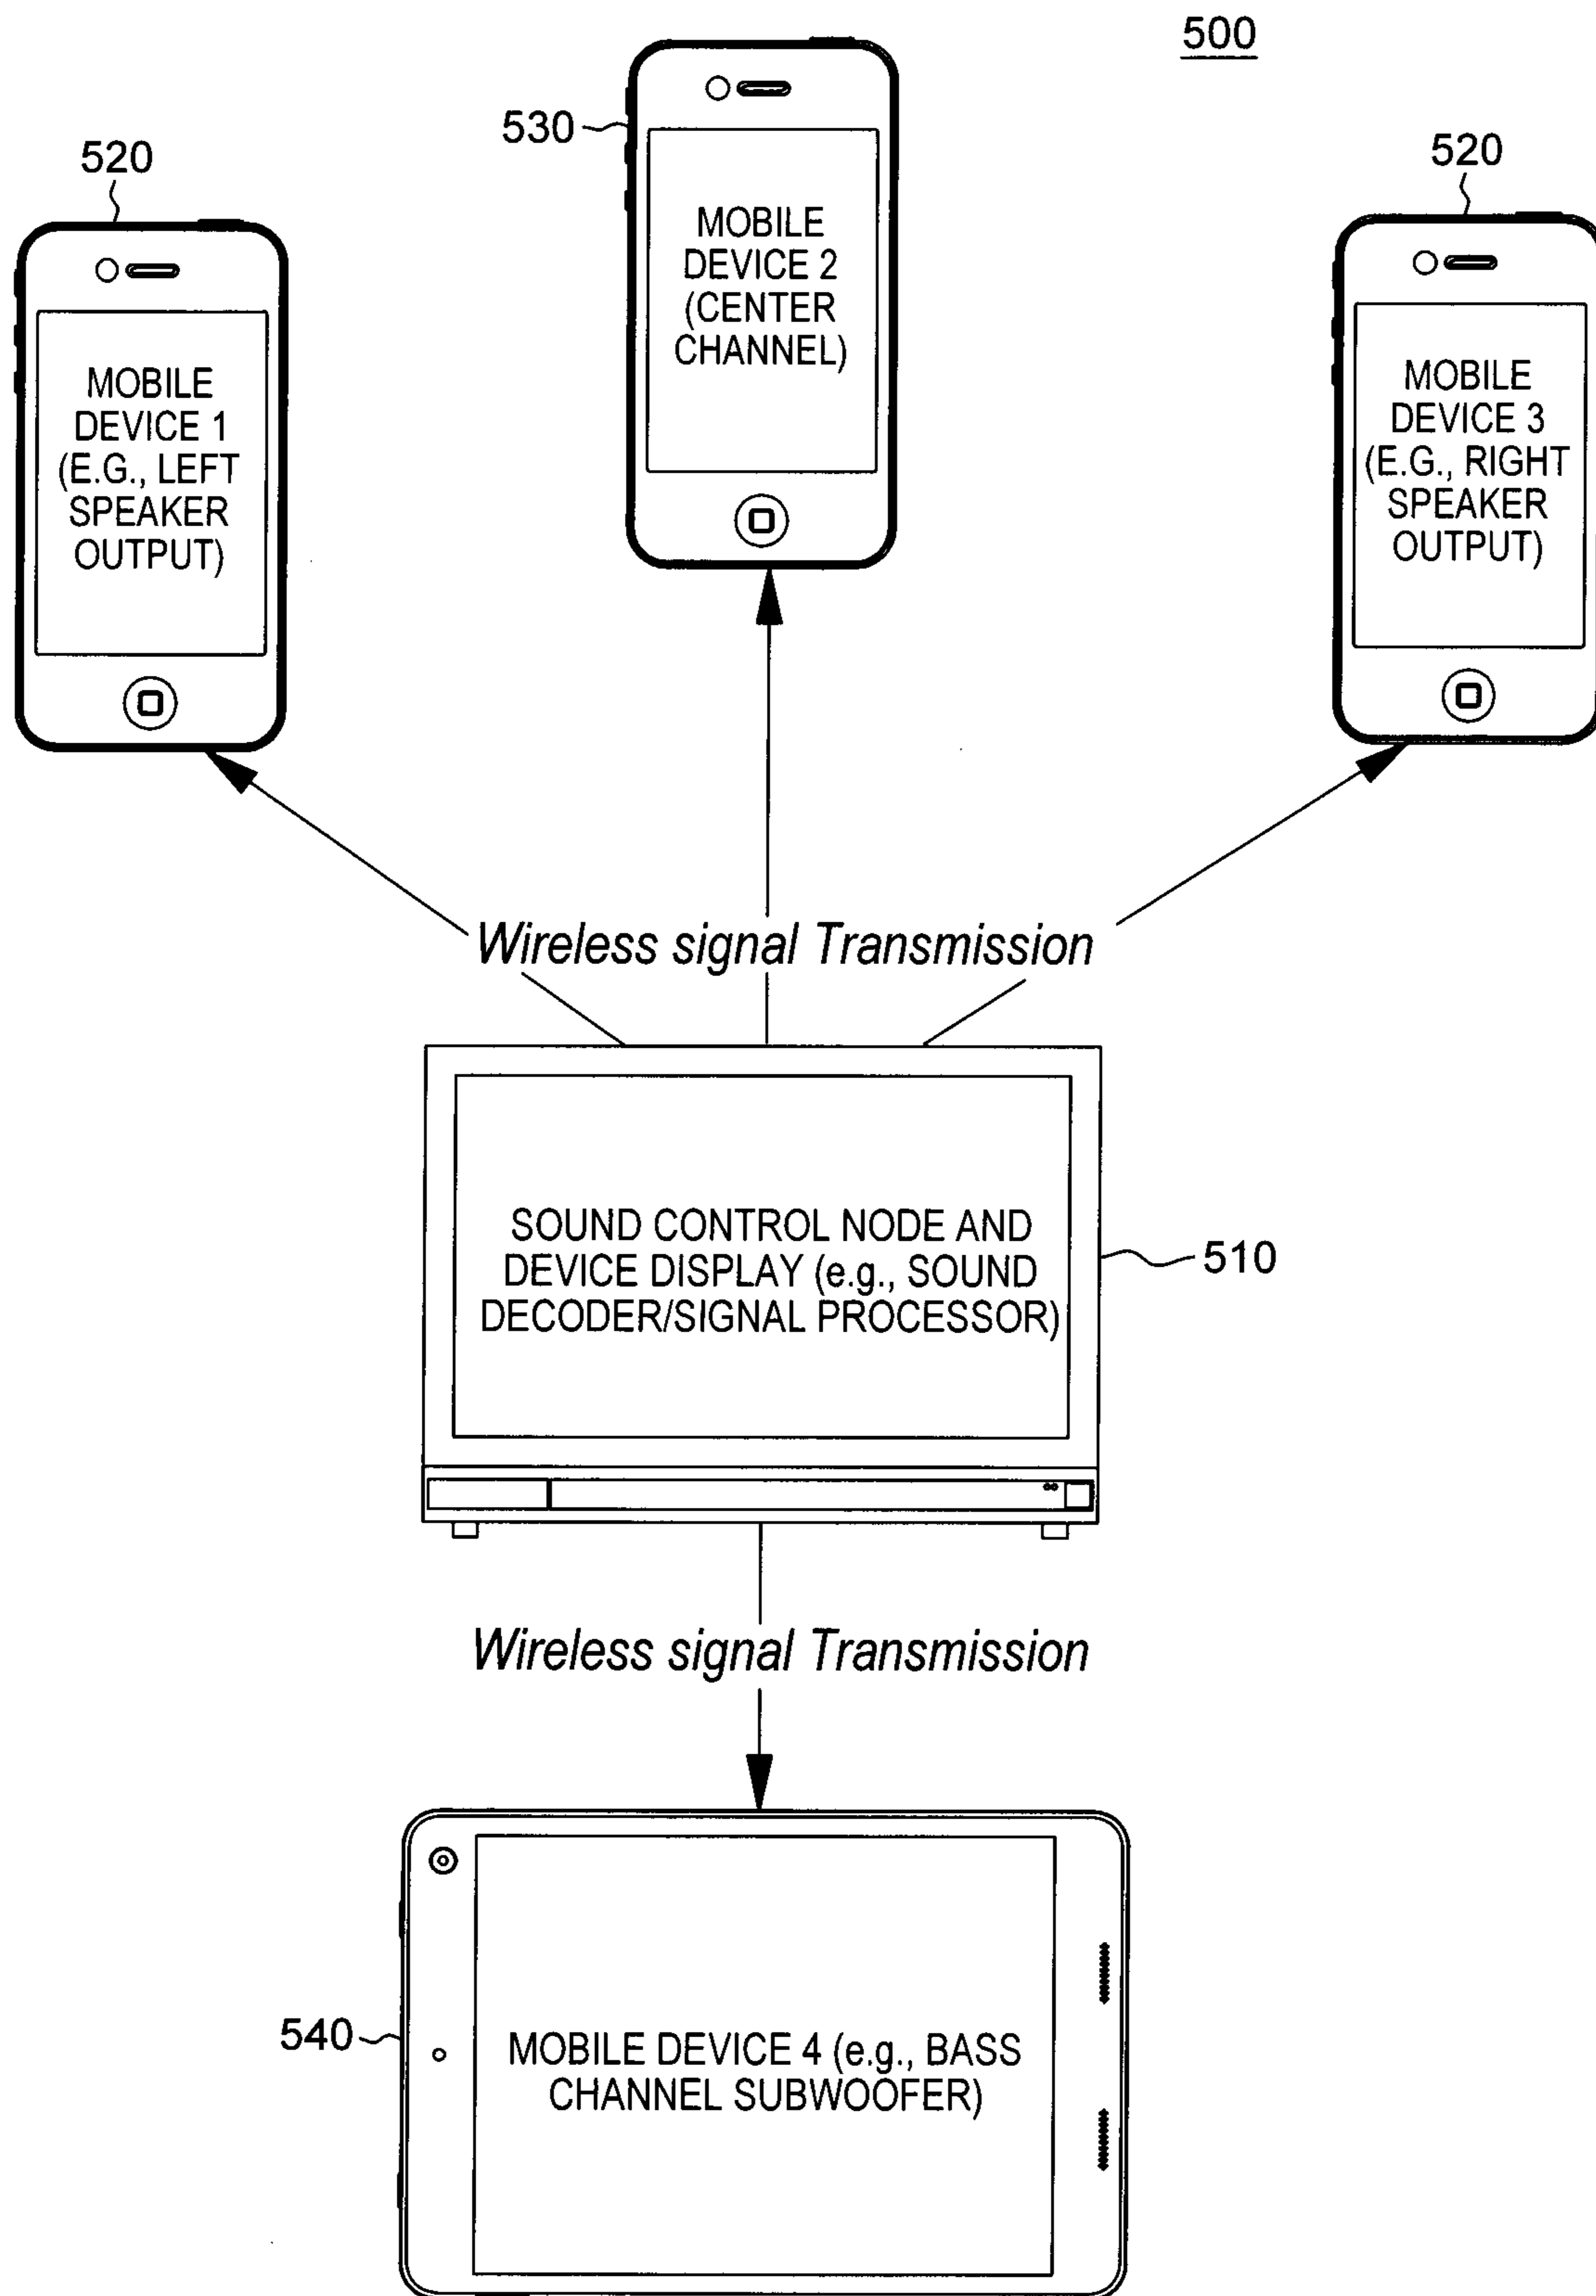 500
530
520
520
MOBILE
DEVICE 2
(CENTER
CHANNEL)
MOBILE
DEVICE 1
(E.G., LEFT
SPEAKER
OUTPUT)
MOBILE
DEVICE 3
(E.G., RIGHT
SPEAKER
OUTPUT)
Wireless signal Transmission
SOUND CONTROL NODE AND
DEVICE DISPLAY (e.g., SOUND
DECODER/SIGNAL PROCESSOR)
510
Wireless signal Transmission
540
MOBILE DEVICE 4 (e.g., BASS
CHANNEL SUBWOOFER)